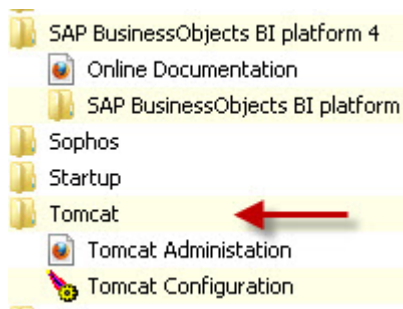 SAP BusinessObjects BI platform 4
Online Documentation
SAP BusinessObjects BI platform
Sophos
Startup
Tomcat
Tomcat Administation
Tomcat Configuration